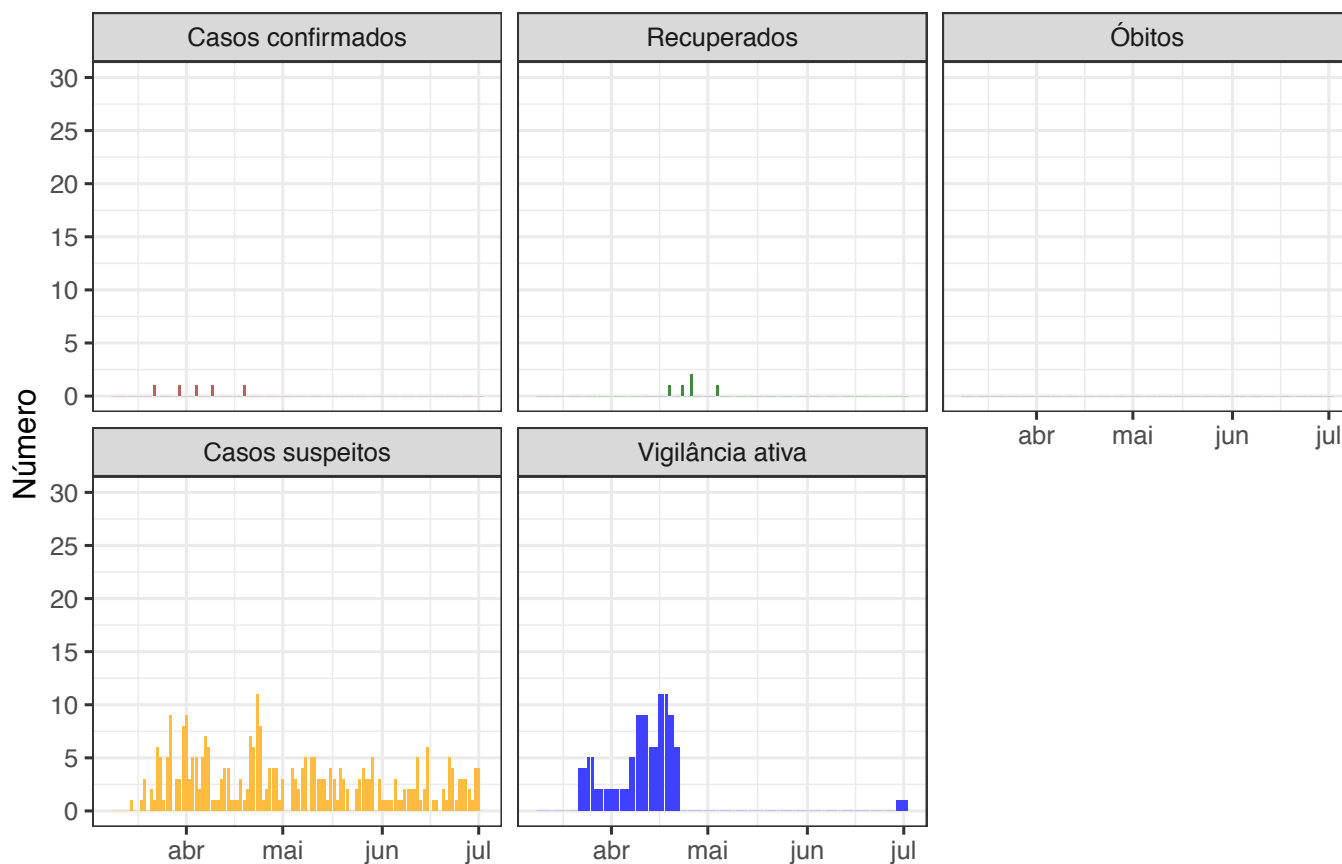 Casos confirmados
Recuperados
Óbitos
30
25
20
15
10
5
0
abr mai jun jul
Número
Casos suspeitos
Vigilância ativa
30
25
20
15
10
5
0
abr mai jun jul
abr mai jun jul